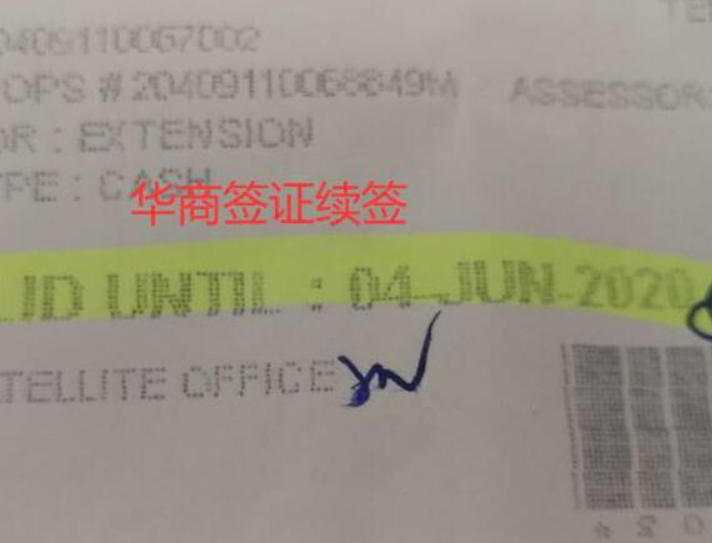 0409110067002
OPS # 20409110068849M ASSESSOR:
OR : EXTENSION
PE : CASH
华商签证续签
LID UNTIL : 04-JUN-2020
TELLITE OFFICE